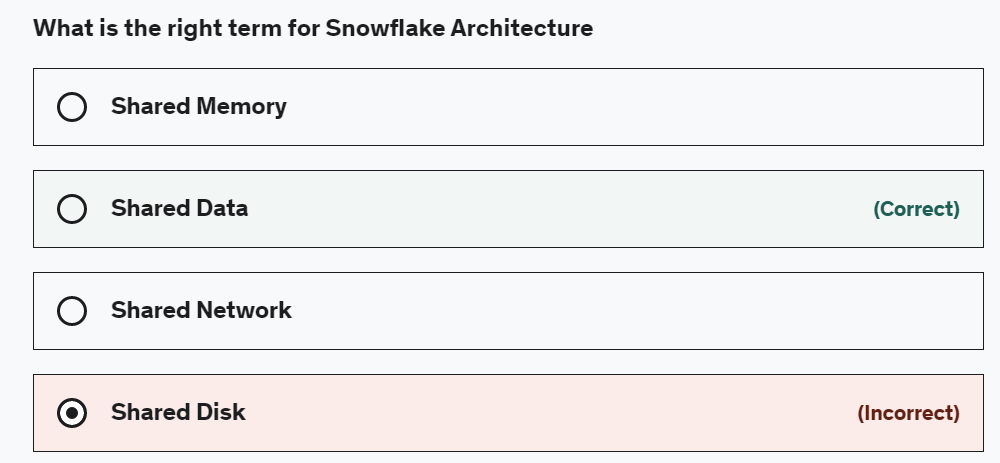 What is the right term for Snowflake Architecture
Shared Memory
Shared Data (Correct)
Shared Network
Shared Disk (Incorrect)